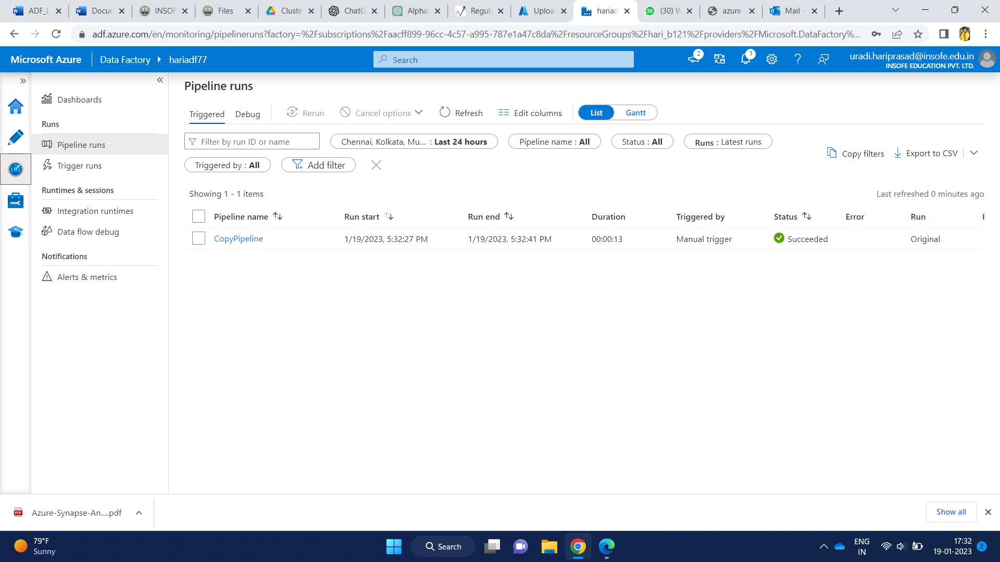 ADF_L
Docun
INSOF
Files
Cluste
ChatG
Alphar
Regula
Uploa
hariad
30
(30) W
azure
Mail -
adf.azure.com/en/monitoring/pipelineruns?factory=%2Fsubscriptions%2Faacff899-96cc-4c57-a995-787e1a47c8da%2FresourceGroups%2Fhari_b121%2Fproviders%2FMicrosoft.DataFactory%...
Microsoft Azure
Data Factory
hariadf77
Search
2
1
uradi.hariprasad@insofe.edu.in
INSOFE EDUCATION PVT. LTD.
Dashboards
Runs
Pipeline runs
Trigger runs
Runtimes & sessions
Integration runtimes
Data flow debug
Notifications
Alerts & metrics
Pipeline runs
Triggered Debug Rerun Cancel options Refresh Edit columns List Gantt
Filter by run ID or name
Chennai, Kolkata, Mu... : Last 24 hours
Pipeline name : All
Status : All
Runs : Latest runs
Triggered by : All
Add filter
Copy filters
Export to CSV
Showing 1 - 1 items
Last refreshed 0 minutes ago
Pipeline name Run start Run end Duration Triggered by Status Error Run
CopyPipeline 1/19/2023, 5:32:27 PM 1/19/2023, 5:32:41 PM 00:00:13 Manual trigger Succeeded Original
PDF
Azure-Synapse-An....pdf
Show all
79°F
Sunny
Search
ENG
IN
17:32
19-01-2023
2